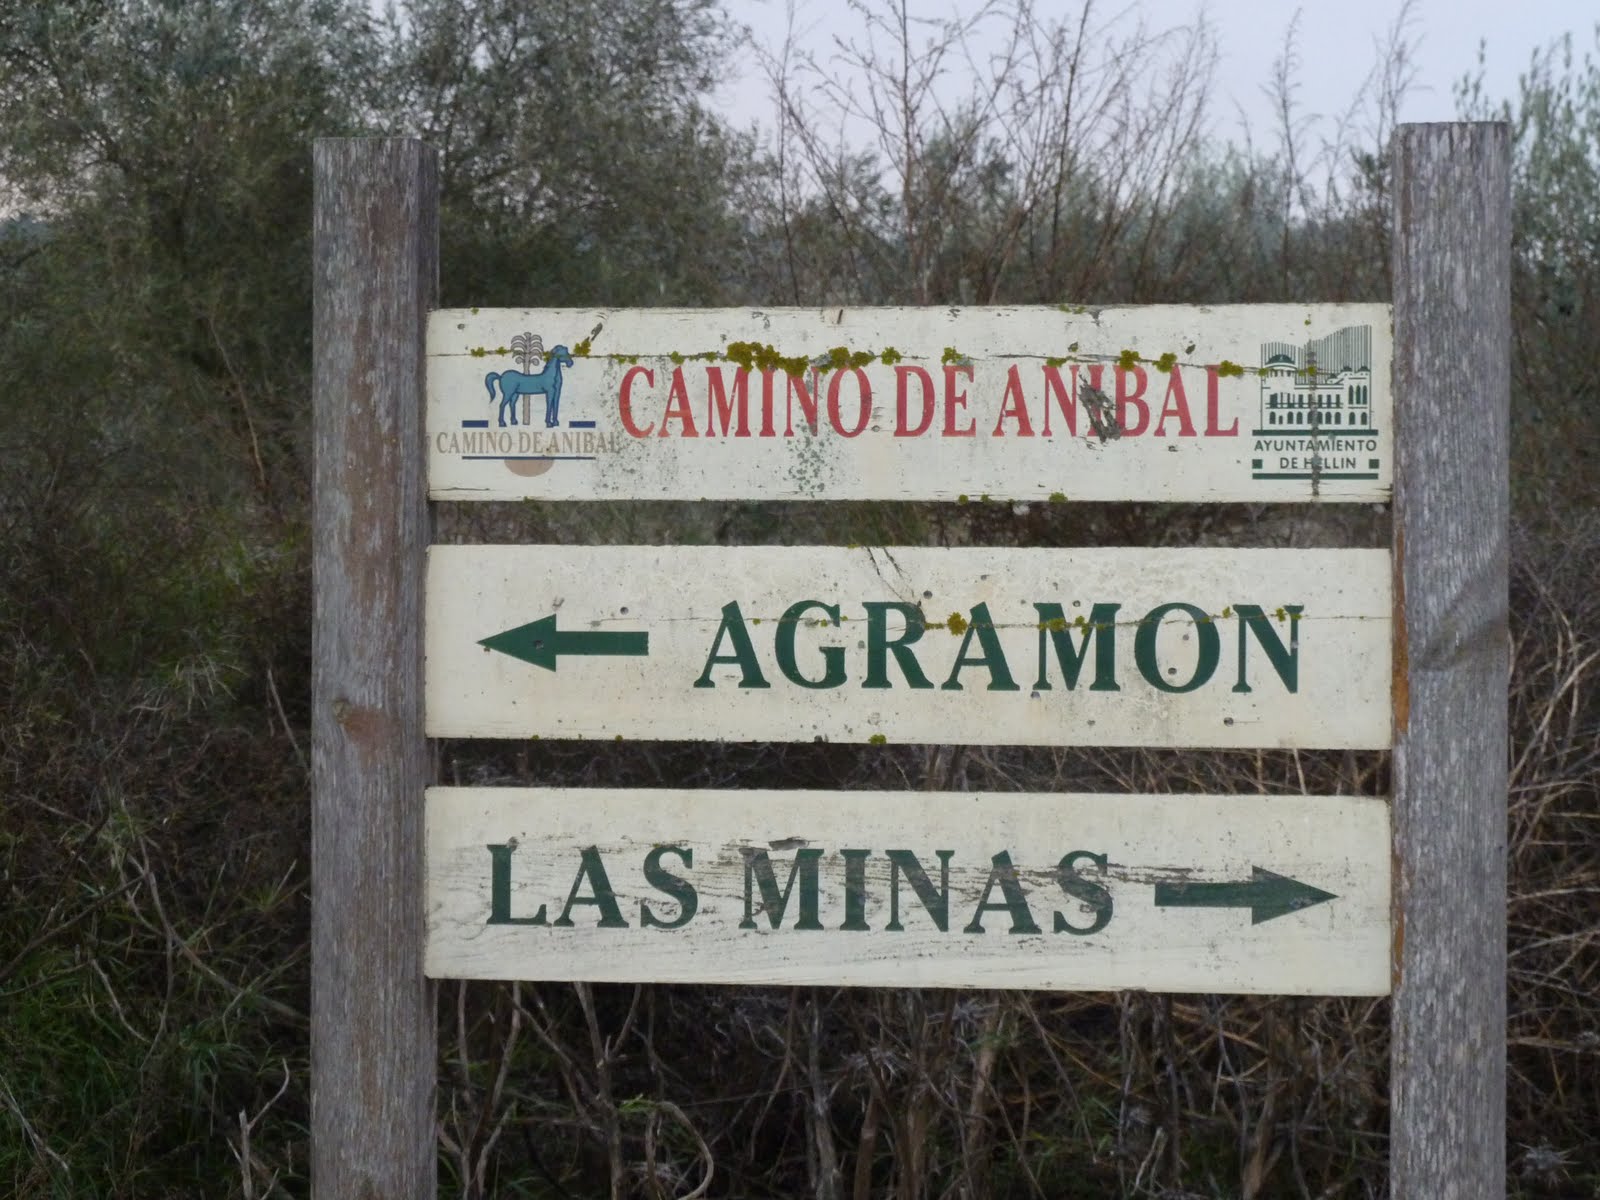 CAMINO DE ANIBAL
CAMINO DE ANIBAL
AYUNTAMIENTO
DE HELLIN
AGRAMON
LAS MINAS